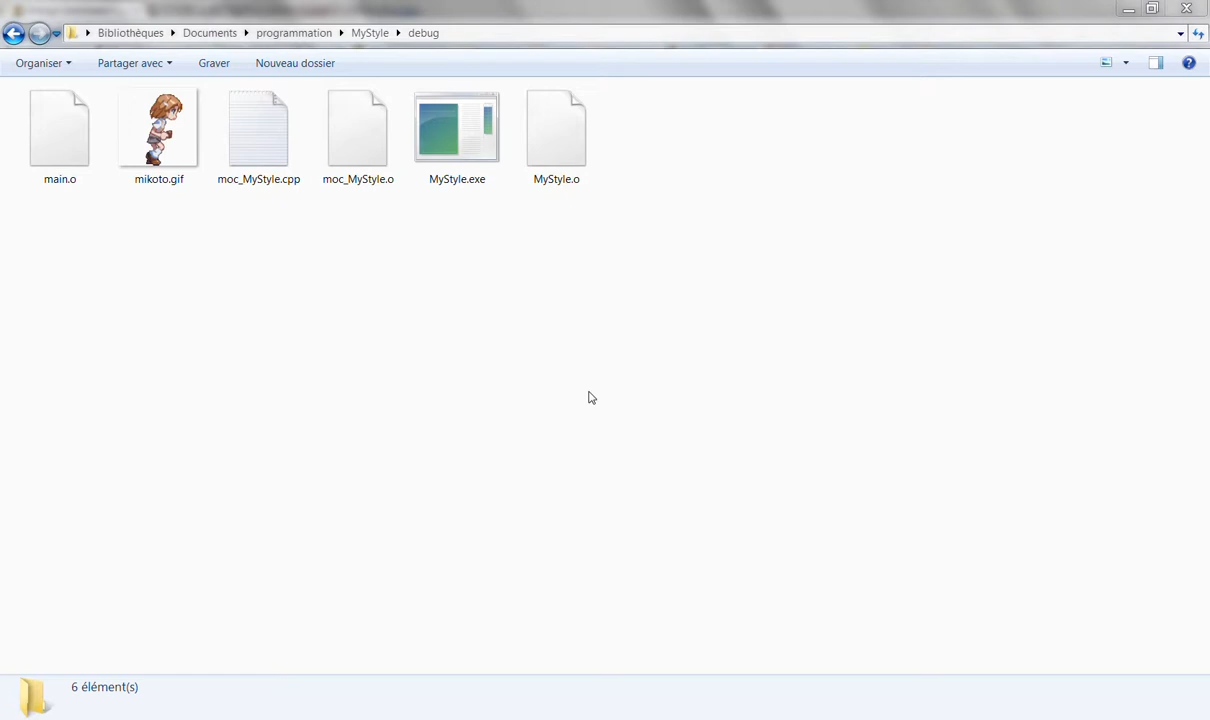 Bibliothèques Documents programmation MyStyle debug
Organiser Partager avec Graver Nouveau dossier
main.o mikoto.gif moc_MyStyle.cpp moc_MyStyle.o MyStyle.exe MyStyle.o
6 élément(s)